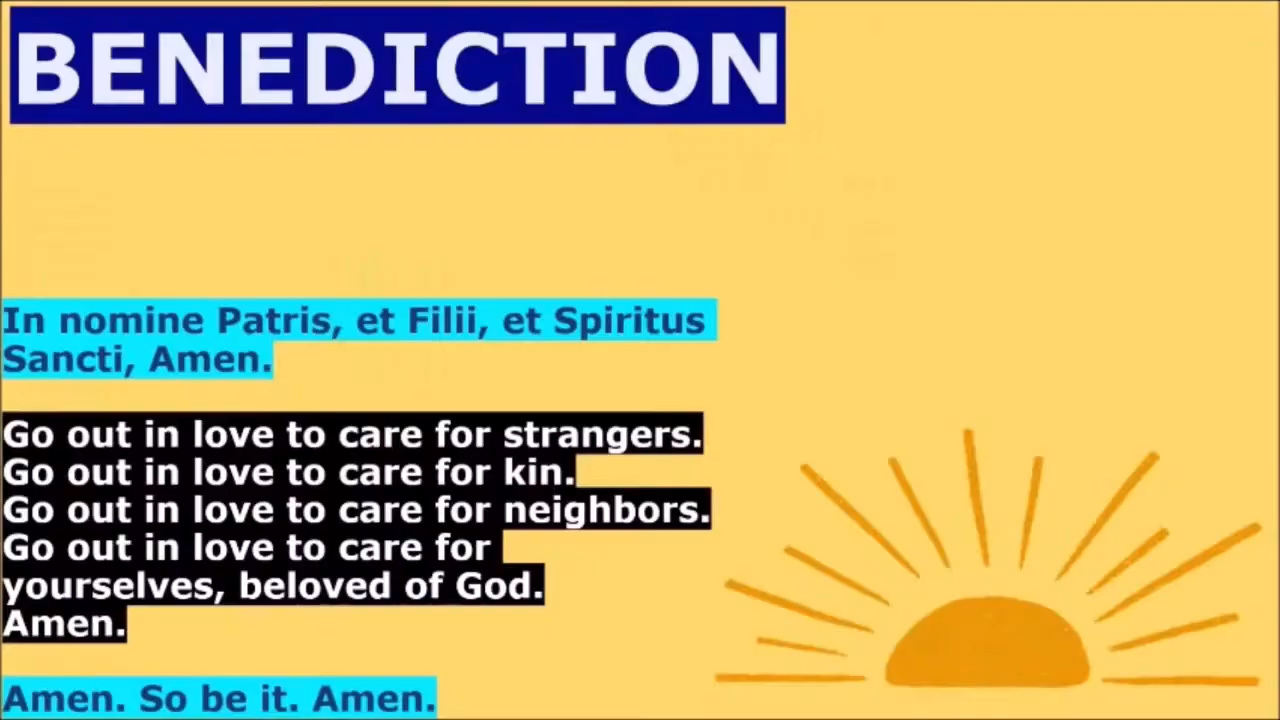 BENEDICTION
In nomine Patris, et Filii, et Spiritus
Sancti, Amen.
Go out in love to care for strangers.
Go out in love to care for kin.
Go out in love to care for neighbors.
Go out in love to care for
yourselves, beloved of God.
Amen.
Amen. So be it. Amen.